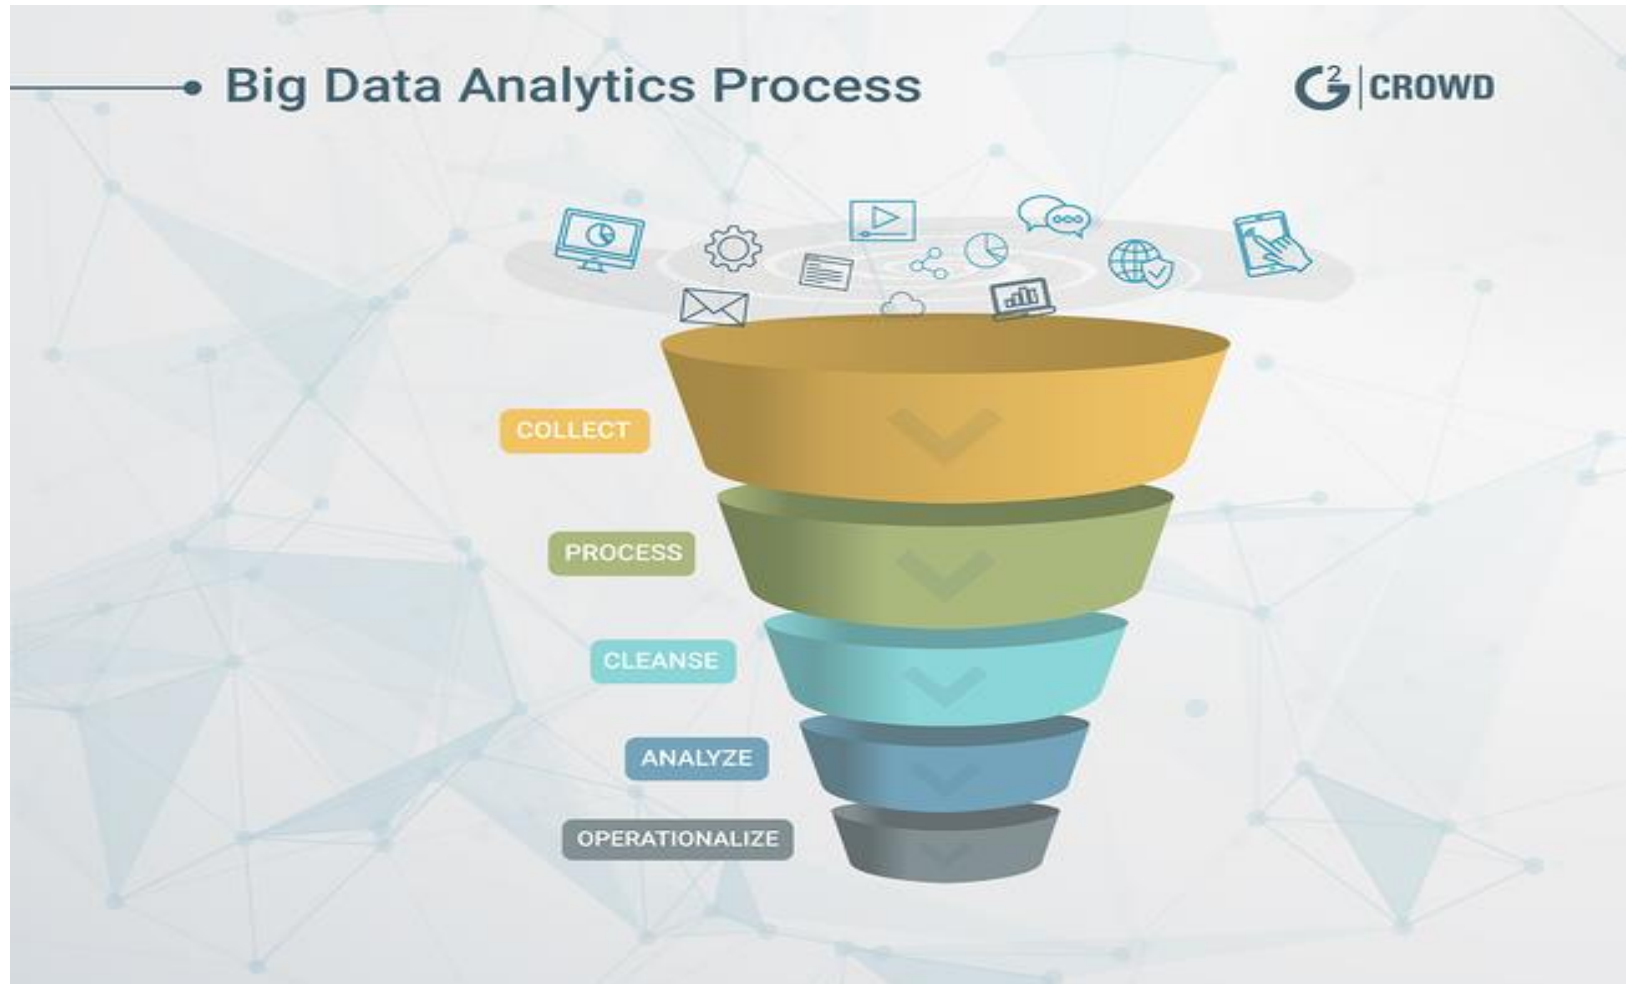 Big Data Analytics Process
G2 CROWD
COLLECT
PROCESS
CLEANSE
ANALYZE
OPERATIONALIZE